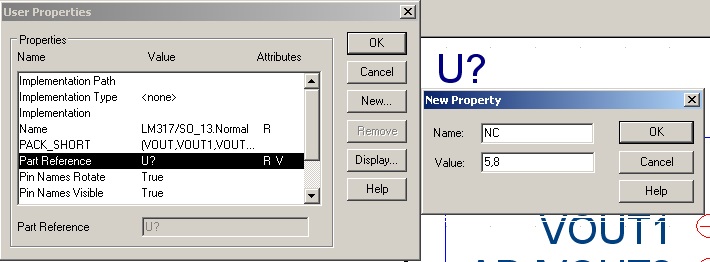 User Properties
Properties
Name Value Attributes
Implementation Path
Implementation Type <none>
Implementation
Name LM317/SO_13.Normal R
PACK_SHORT (VOUT,VOUT1,VOUT...
Part Reference U? R V
Pin Names Rotate True
Pin Names Visible True
Part Reference U?
OK
Cancel
New...
Remove
Display...
Help
U?
New Property
Name: NC
Value: 5,8
OK
Cancel
Help
VOUT1